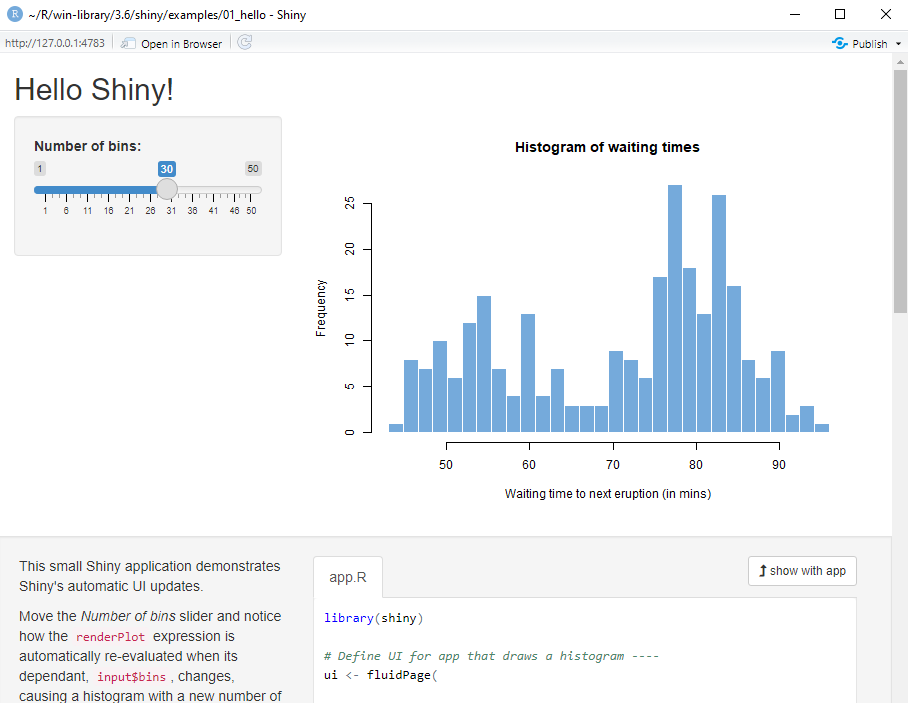 ~/R/win-library/3.6/shiny/examples/01_hello - Shiny
http://127.0.0.1:4783 Open in Browser Publish
Hello Shiny!
Number of bins:
1 30 50
1 6 11 16 21 26 31 36 41 46 50
Histogram of waiting times
Frequency
25
20
15
10
5
0
50 60 70 80 90
Waiting time to next eruption (in mins)
This small Shiny application demonstrates
Shiny's automatic UI updates.
Move the Number of bins slider and notice
how the renderPlot expression is
automatically re-evaluated when its
dependant, input$bins , changes,
causing a histogram with a new number of
app.R
show with app
library(shiny)
# Define UI for app that draws a histogram ----
ui <- fluidPage(